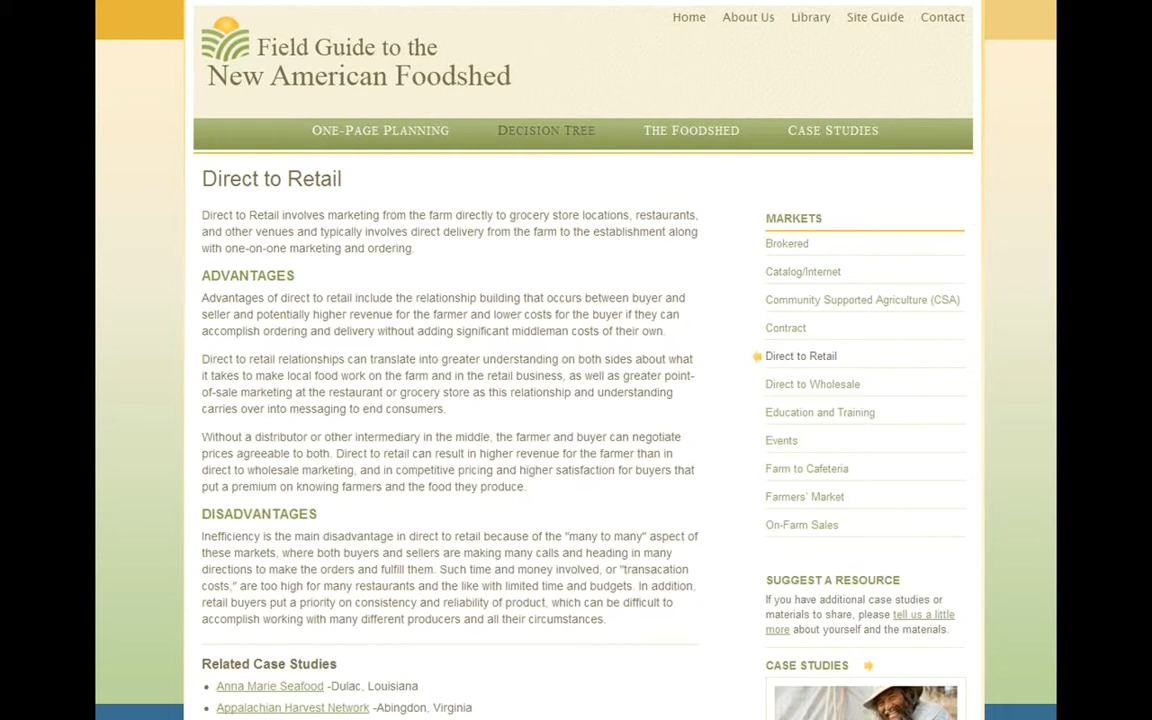 Home About Us Library Site Guide Contact
Field Guide to the
New American Foodshed
One-Page Planning Decision Tree The Foodshed Case Studies
Direct to Retail
Direct to Retail involves marketing from the farm directly to grocery store locations, restaurants,
and other venues and typically involves direct delivery from the farm to the establishment along
with one-on-one marketing and ordering.
ADVANTAGES
Advantages of direct to retail include the relationship building that occurs between buyer and
seller and potentially higher revenue for the farmer and lower costs for the buyer if they can
accomplish ordering and delivery without adding significant middleman costs of their own.
Direct to retail relationships can translate into greater understanding on both sides about what
it takes to make local food work on the farm and in the retail business, as well as greater point-
of-sale marketing at the restaurant or grocery store as this relationship and understanding
carries over into messaging to end consumers.
Without a distributor or other intermediary in the middle, the farmer and buyer can negotiate
prices agreeable to both. Direct to retail can result in higher revenue for the farmer than in
direct to wholesale marketing, and in competitive pricing and higher satisfaction for buyers that
put a premium on knowing farmers and the food they produce.
DISADVANTAGES
Inefficiency is the main disadvantage in direct to retail because of the "many to many" aspect of
these markets, where both buyers and sellers are making many calls and heading in many
directions to make the orders and fulfill them. Such time and money involved, or "transacation
costs," are too high for many restaurants and the like with limited time and budgets. In addition,
retail buyers put a priority on consistency and reliability of product, which can be difficult to
accomplish working with many different producers and all their circumstances.
Related Case Studies
Anna Marie Seafood -Dulac, Louisiana
Appalachian Harvest Network -Abingdon, Virginia
MARKETS
Brokered
Catalog/Internet
Community Supported Agriculture (CSA)
Contract
Direct to Retail
Direct to Wholesale
Education and Training
Events
Farm to Cafeteria
Farmers' Market
On-Farm Sales
SUGGEST A RESOURCE
If you have additional case studies or
materials to share, please tell us a little
more about yourself and the materials.
CASE STUDIES